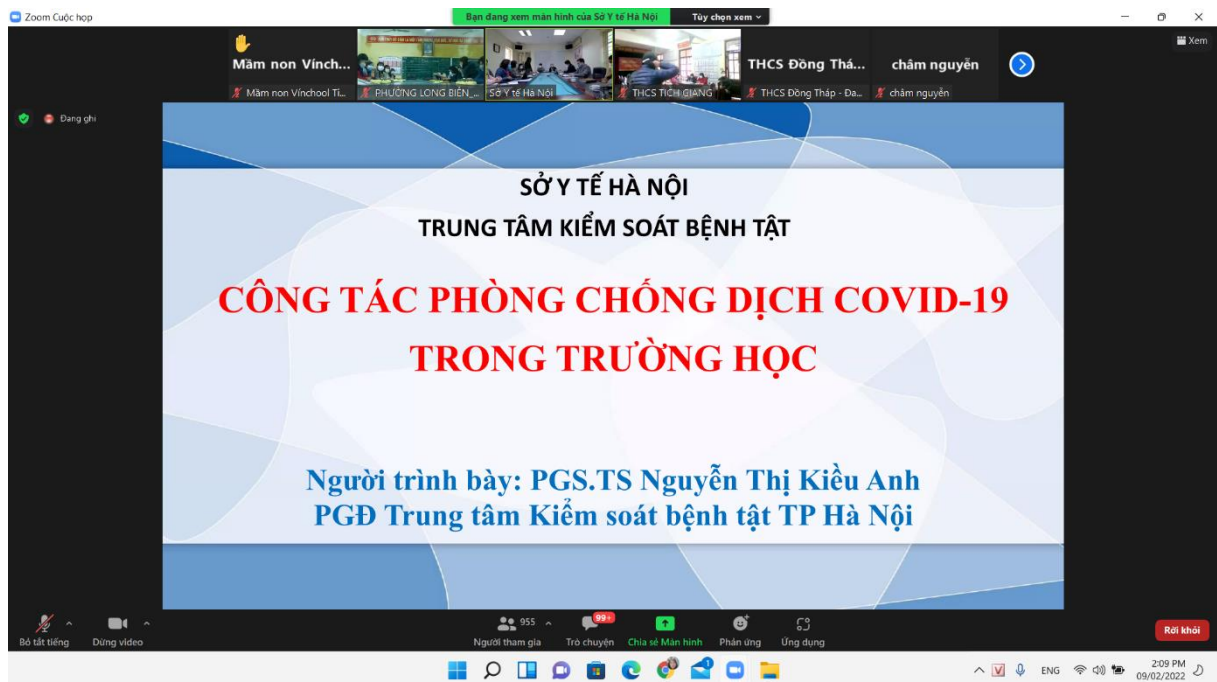 Zoom Cuộc họp
Bạn đang xem màn hình của Sở Y tế Hà Nội
Tùy chọn xem
Xem
Mầm non Vinch...
THCS Đồng Thá...
châm nguyễn
Mầm non Vinchool Ti...
PHƯỜNG LONG BIÊN_...
Sở Y tế Hà Nội
THCS TÍCH GIANG
THCS Đồng Tháp - Đa...
châm nguyễn
Đang ghi
SỞ Y TẾ HÀ NỘI
TRUNG TÂM KIỂM SOÁT BỆNH TẬT
CÔNG TÁC PHÒNG CHỐNG DỊCH COVID-19
TRONG TRƯỜNG HỌC
Người trình bày: PGS.TS Nguyễn Thị Kiều Anh
PGĐ Trung tâm Kiểm soát bệnh tật TP Hà Nội
955
99+
Bỏ tắt tiếng
Dừng video
Người tham gia
Trò chuyện
Chia sẻ Màn hình
Phản ứng
Ứng dụng
Rời khỏi
ENG
2:09 PM
09/02/2022